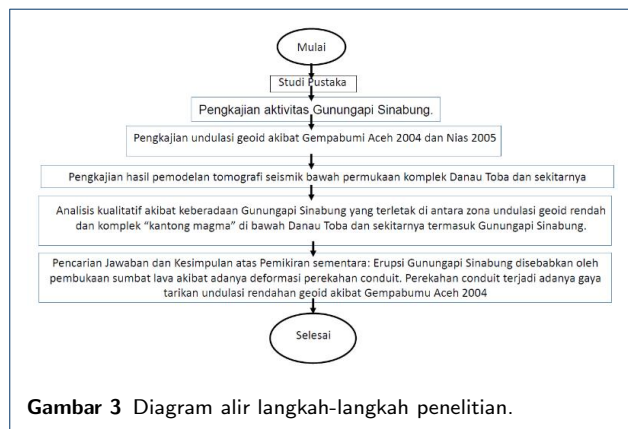 Mulai
Studi Pustaka
Pengkajian aktivitas Gunungapi Sinabung.
Pengkajian undulasi geoid akibat Gempabumi Aceh 2004 dan Nias 2005
Pengkajian hasil pemodelan tomografi seismik bawah permukaan komplek Danau Toba dan sekitarnya
Analisis kualitatif akibat keberadaan Gunungapi Sinabung yang terletak di antara zona undulasi geoid rendah
dan komplek “kantong magma” di bawah Danau Toba dan sekitarnya termasuk Gunungapi Sinabung.
Pencarian Jawaban dan Kesimpulan atas Pemikiran sementara: Erupsi Gunungapi Sinabung disebabkan oleh
pembukaan sumbat lava akibat adanya deformasi perekahan conduit. Perekahan conduit terjadi adanya gaya
tarikan undulasi rendahan geoid akibat Gempabumu Aceh 2004
Selesai
Gambar 3 Diagram alir langkah-langkah penelitian.